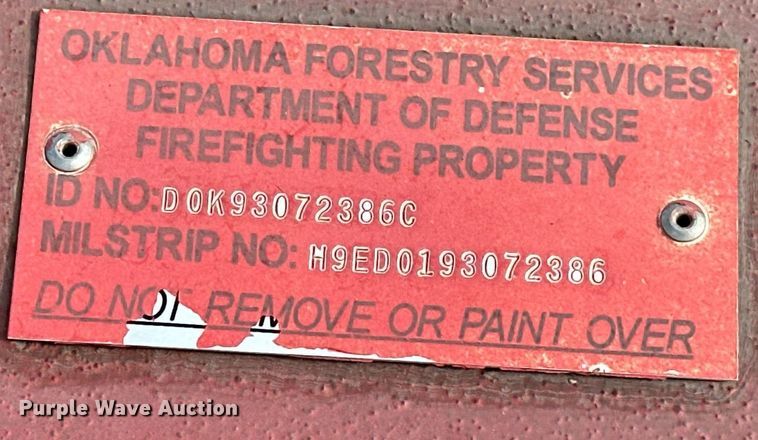 OKLAHOMA FORESTRY SERVICES
DEPARTMENT OF DEFENSE
FIREFIGHTING PROPERTY
ID NO: D0K93072386C
MILSTRIP NO: H9ED0193072386
DO NOT REMOVE OR PAINT OVER
Purple Wave Auction